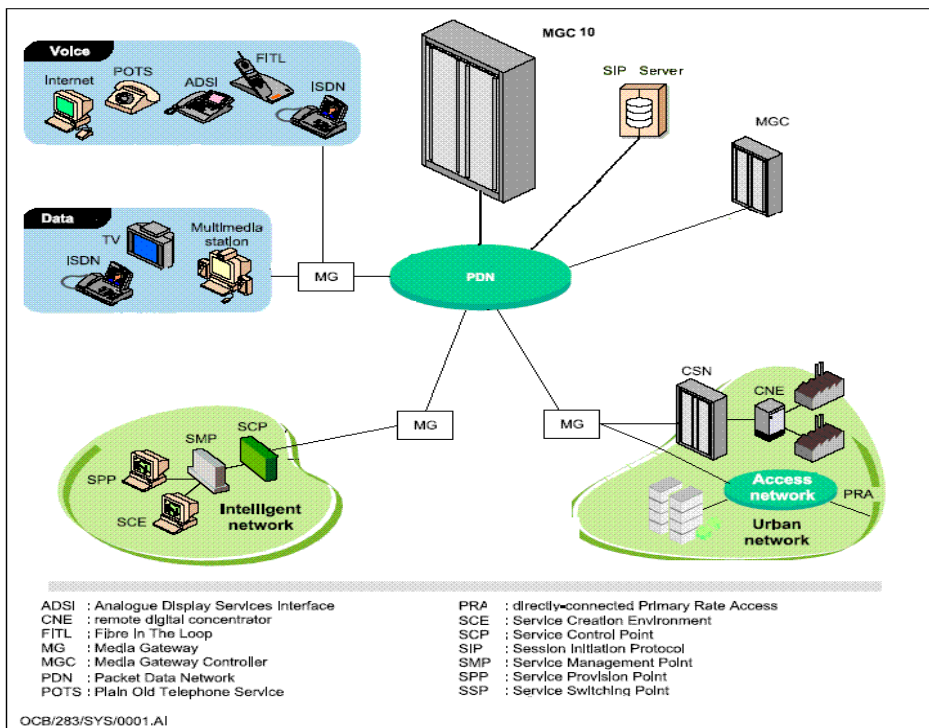 MGC 10
Voice
FITL
POTS
Internet
ADSI
ISDN
SIP Server
MGC
Data
TV
Multimedia
station
ISDN
MG
PDN
CSN
CNE
MG
MG
SCP
SMP
SPP
SCE
Intelligent
network
Access
network
PRA
Urban
network
ADSI : Analogue Display Services Interface
CNE : remote digital concentrator
FITL : Fibre In The Loop
MG : Media Gateway
MGC : Media Gateway Controller
PDN : Packet Data Network
POTS : Plain Old Telephone Service
PRA : directly-connected Primary Rate Access
SCE : Service Creation Environment
SCP : Service Control Point
SIP : Session Initiation Protocol
SMP : Service Management Point
SPP : Service Provision Point
SSP : Service Switching Point
OCB/283/SYS/0001.AI